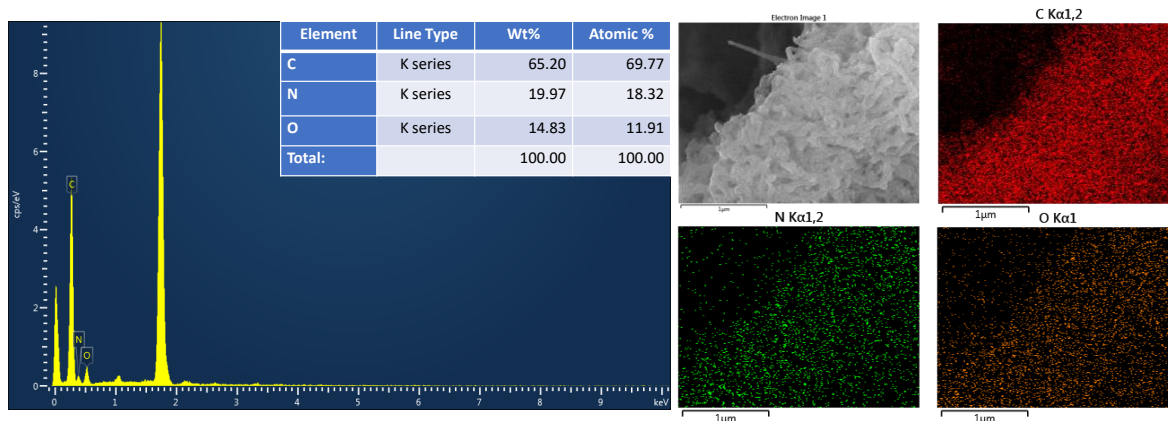 Element Line Type Wt% Atomic %
C K series 65.20 69.77
N K series 19.97 18.32
O K series 14.83 11.91
Total: 100.00 100.00
cps/eV
8
6
4
2
0
C
N
O
0 1 2 3 4 5 6 7 8 9 keV
Electron Image 1
1µm
C Kα1,2
1µm
N Kα1,2
1µm
O Kα1
1µm